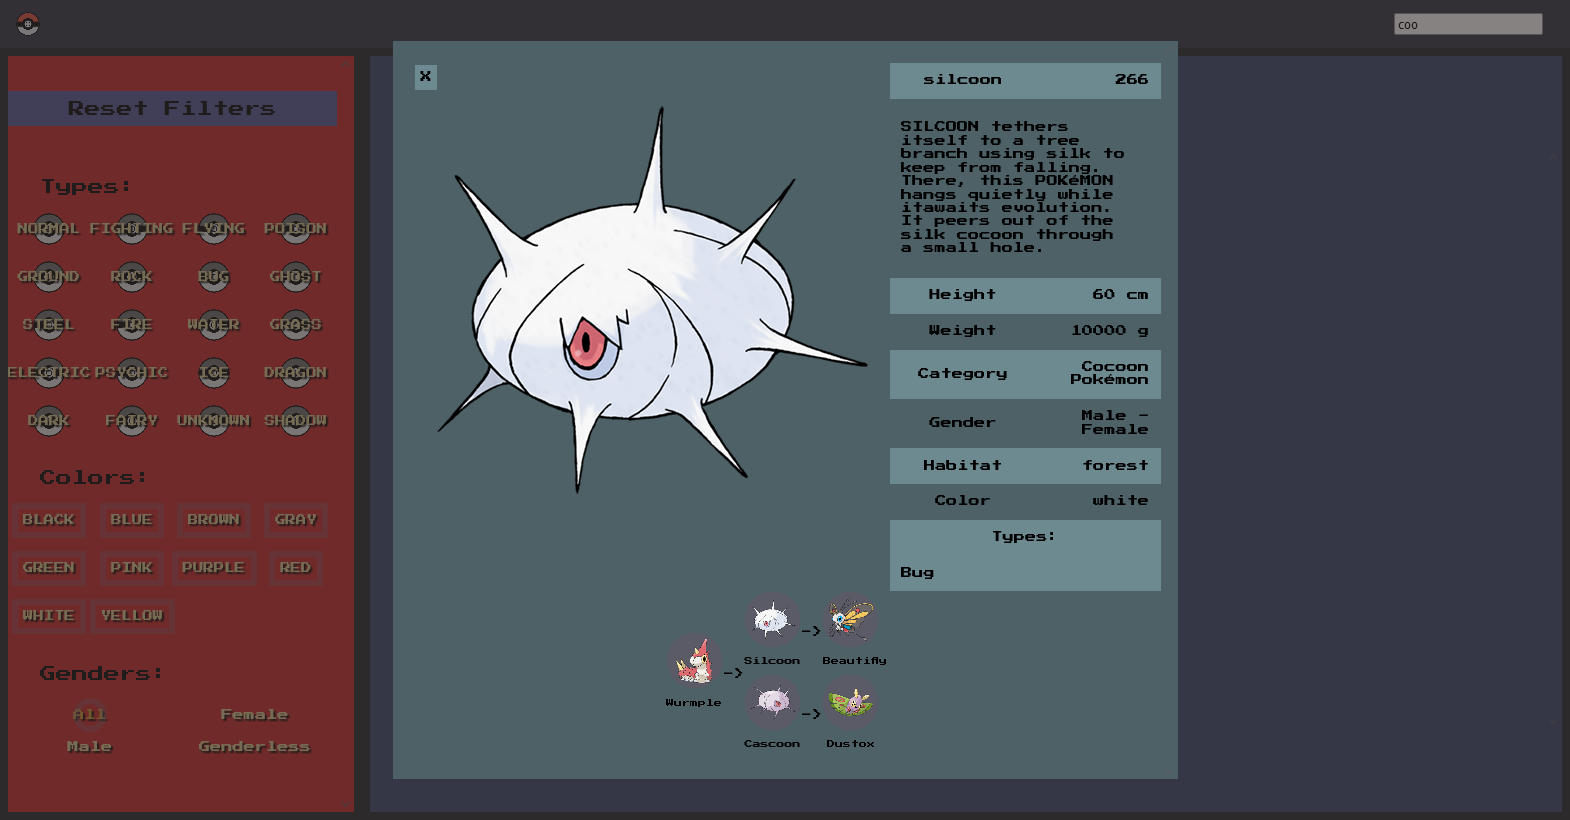 coo
Reset Filters
Types:
NORMAL FIGHTING FLYING POISON
GROUND ROCK BUG GHOST
STEEL FIRE WATER GRASS
ELECTRIC PSYCHIC ICE DRAGON
DARK FAIRY UNKNOWN SHADOW
Colors:
BLACK BLUE BROWN GRAY
GREEN PINK PURPLE RED
WHITE YELLOW
Genders:
All Female
Male Genderless
X
silcoon 266
SILCOON tethers
itself to a tree
branch using silk to
keep from falling.
There, this POKéMON
hangs quietly while
itawaits evolution.
It peers out of the
silk cocoon through
a small hole.
Height 60 cm
Weight 10000 g
Category Cocoon
Pokémon
Gender Male -
Female
Habitat forest
Color white
Types:
Bug
Wurmple
->
Silcoon -> Beautifly
Cascoon -> Dustox